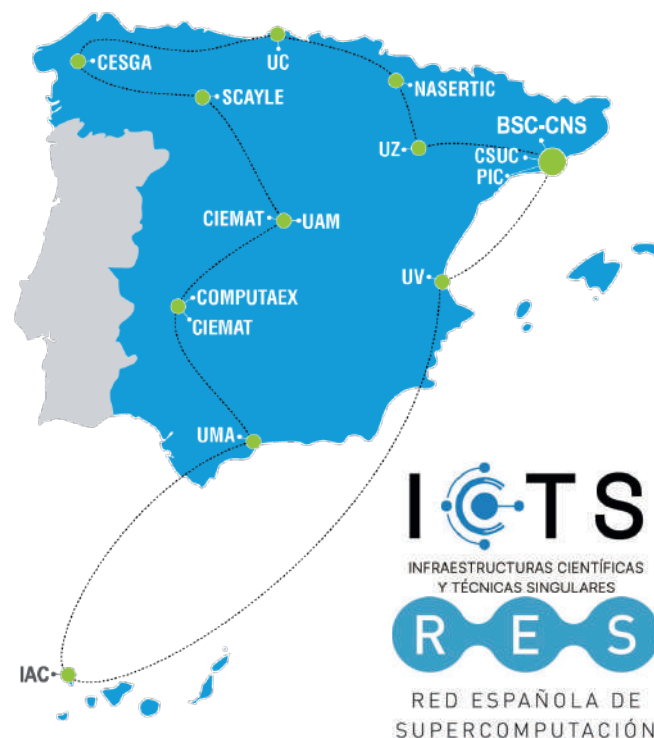 CESGA
UC
SCAYLE
NASERTIC
BSC-CNS
UZ
CSUC
PIC
CIEMAT
UAM
UV
COMPUTAEX
CIEMAT
UMA
ICTS
INFRAESTRUCTURAS CIENTÍFICAS
Y TÉCNICAS SINGULARES
RES
IAC
RED ESPAÑOLA DE
SUPERCOMPUTACIÓN